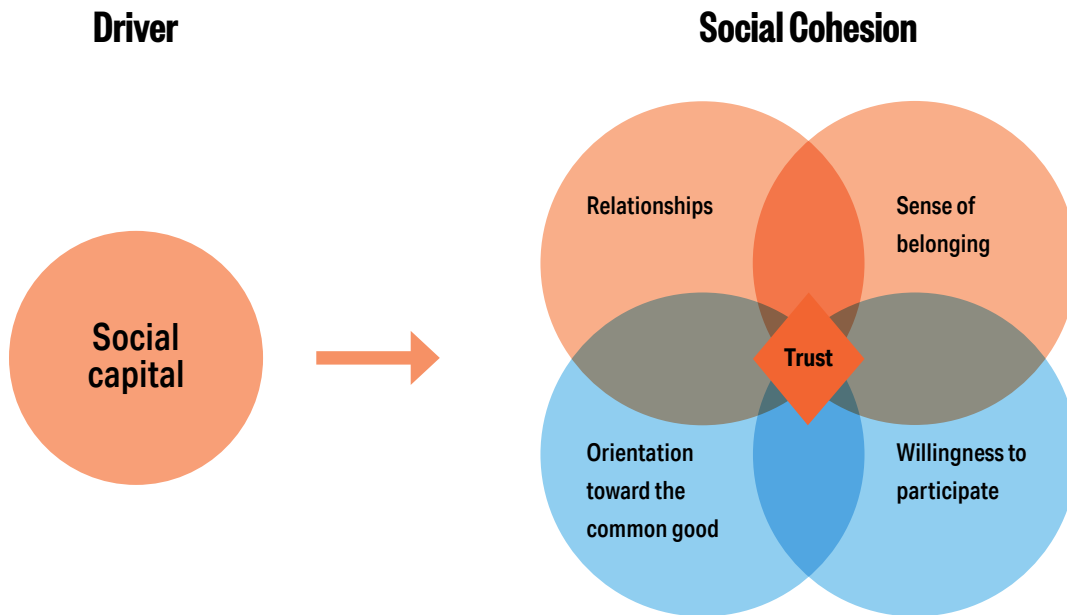 Driver
Social Cohesion
Social
capital
Relationships
Sense of
belonging
Trust
Orientation
toward the
common good
Willingness to
participate